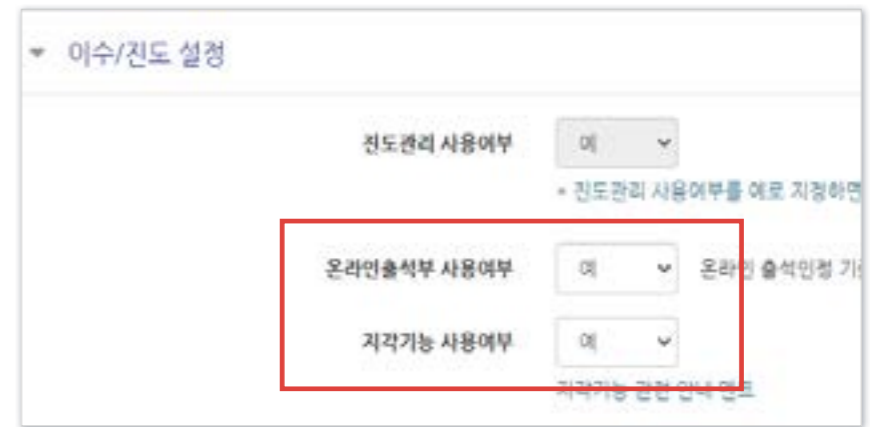 이수/진도 설정
진도관리 사용여부 예
* 진도관리 사용여부를 예로 지정하면
온라인출석부 사용여부 예 온라인 출석인정 기
지각기능 사용여부 예
지각기능 관련 안내 멘트